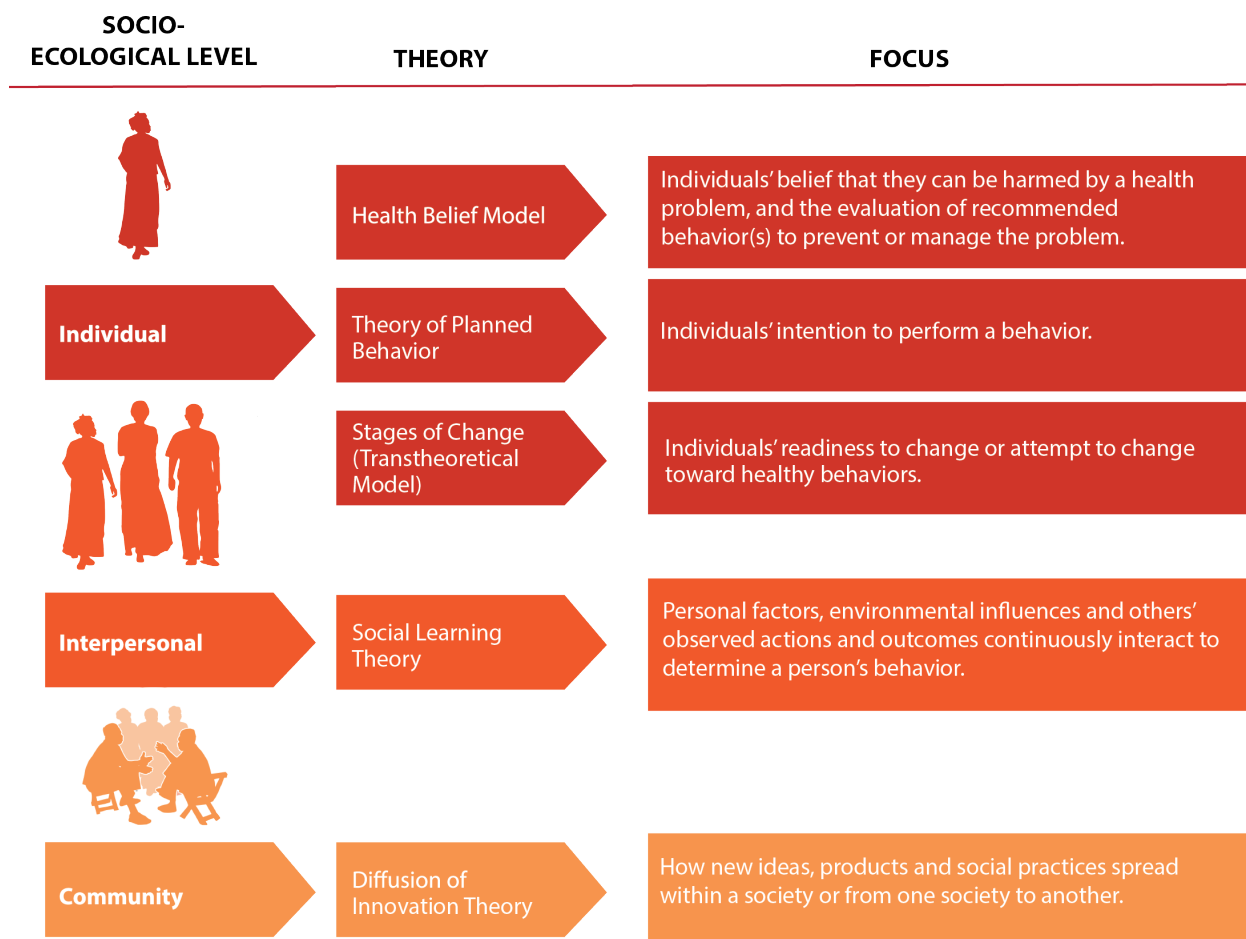 SOCIO-
ECOLOGICAL LEVEL
THEORY
FOCUS
Health Belief Model
Individuals’ belief that they can be harmed by a health
problem, and the evaluation of recommended
behavior(s) to prevent or manage the problem.
Individual
Theory of Planned
Behavior
Individuals’ intention to perform a behavior.
Stages of Change
(Transtheoretical
Model)
Individuals’ readiness to change or attempt to change
toward healthy behaviors.
Interpersonal
Social Learning
Theory
Personal factors, environmental influences and others’
observed actions and outcomes continuously interact to
determine a person’s behavior.
Community
Diffusion of
Innovation Theory
How new ideas, products and social practices spread
within a society or from one society to another.